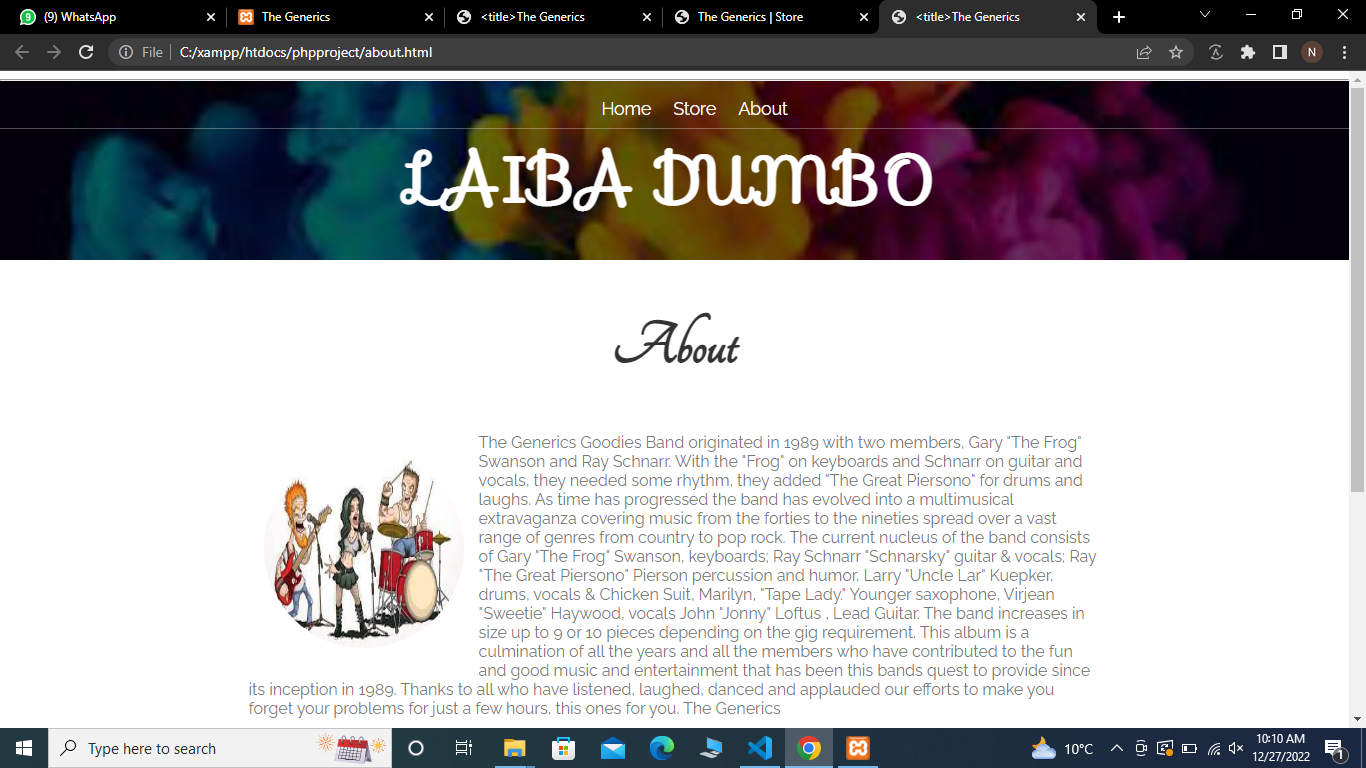 (9) WhatsApp
The Generics
<title>The Generics
The Generics | Store
<title>The Generics
File
C:/xampp/htdocs/phpproject/about.html
N
Home Store About
LAIBA DUMBO
About
The Generics Goodies Band originated in 1989 with two members, Gary "The Frog"
Swanson and Ray Schnarr. With the "Frog" on keyboards and Schnarr on guitar and
vocals, they needed some rhythm, they added "The Great Piersono" for drums and
laughs. As time has progressed the band has evolved into a multimusical
extravaganza covering music from the forties to the nineties spread over a vast
range of genres from country to pop rock. The current nucleus of the band consists
of Gary "The Frog" Swanson, keyboards; Ray Schnarr "Schnarsky" guitar & vocals; Ray
"The Great Piersono" Pierson percussion and humor, Larry "Uncle Lar" Kuepker,
drums, vocals & Chicken Suit, Marilyn, "Tape Lady." Younger saxophone, Virjean
"Sweetie" Haywood, vocals John "Jonny" Loftus , Lead Guitar. The band increases in
size up to 9 or 10 pieces depending on the gig requirement. This album is a
culmination of all the years and all the members who have contributed to the fun
and good music and entertainment that has been this bands quest to provide since
its inception in 1989. Thanks to all who have listened, laughed, danced and applauded our efforts to make you
forget your problems for just a few hours, this ones for you. The Generics
Type here to search
10°C
10:10 AM
12/27/2022
1